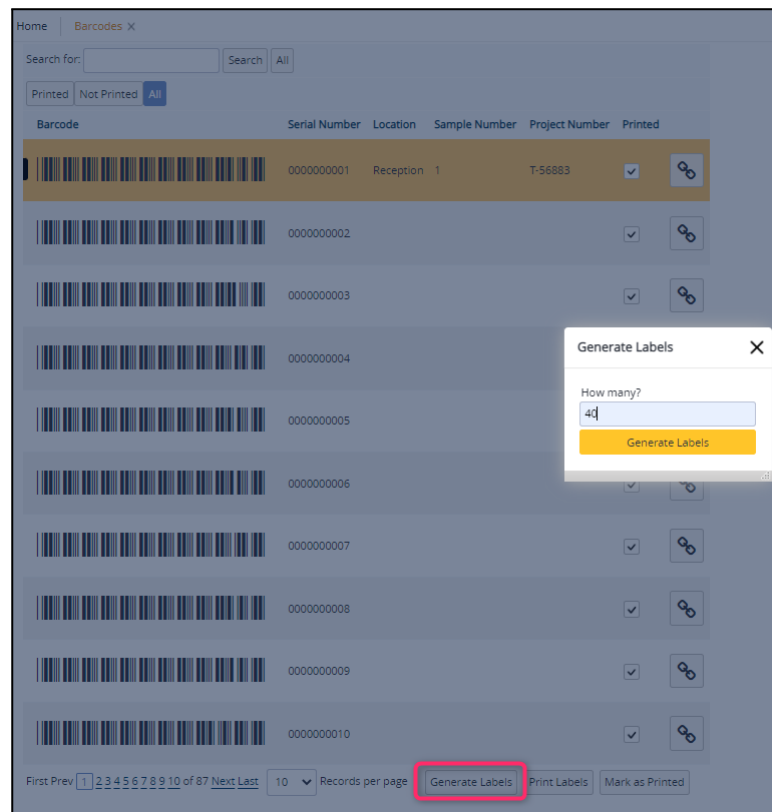 Home Barcodes X
Search for: Search All
Printed Not Printed All
Barcode Serial Number Location Sample Number Project Number Printed
0000000001 Reception 1 T-56883
0000000002
0000000003
Generate Labels
0000000004
How many?
40
0000000005
Generate Labels
0000000006
0000000007
0000000008
0000000009
0000000010
First Prev 1 2 3 4 5 6 7 8 9 10 of 87 Next Last 10 Records per page Generate Labels Print Labels Mark as Printed